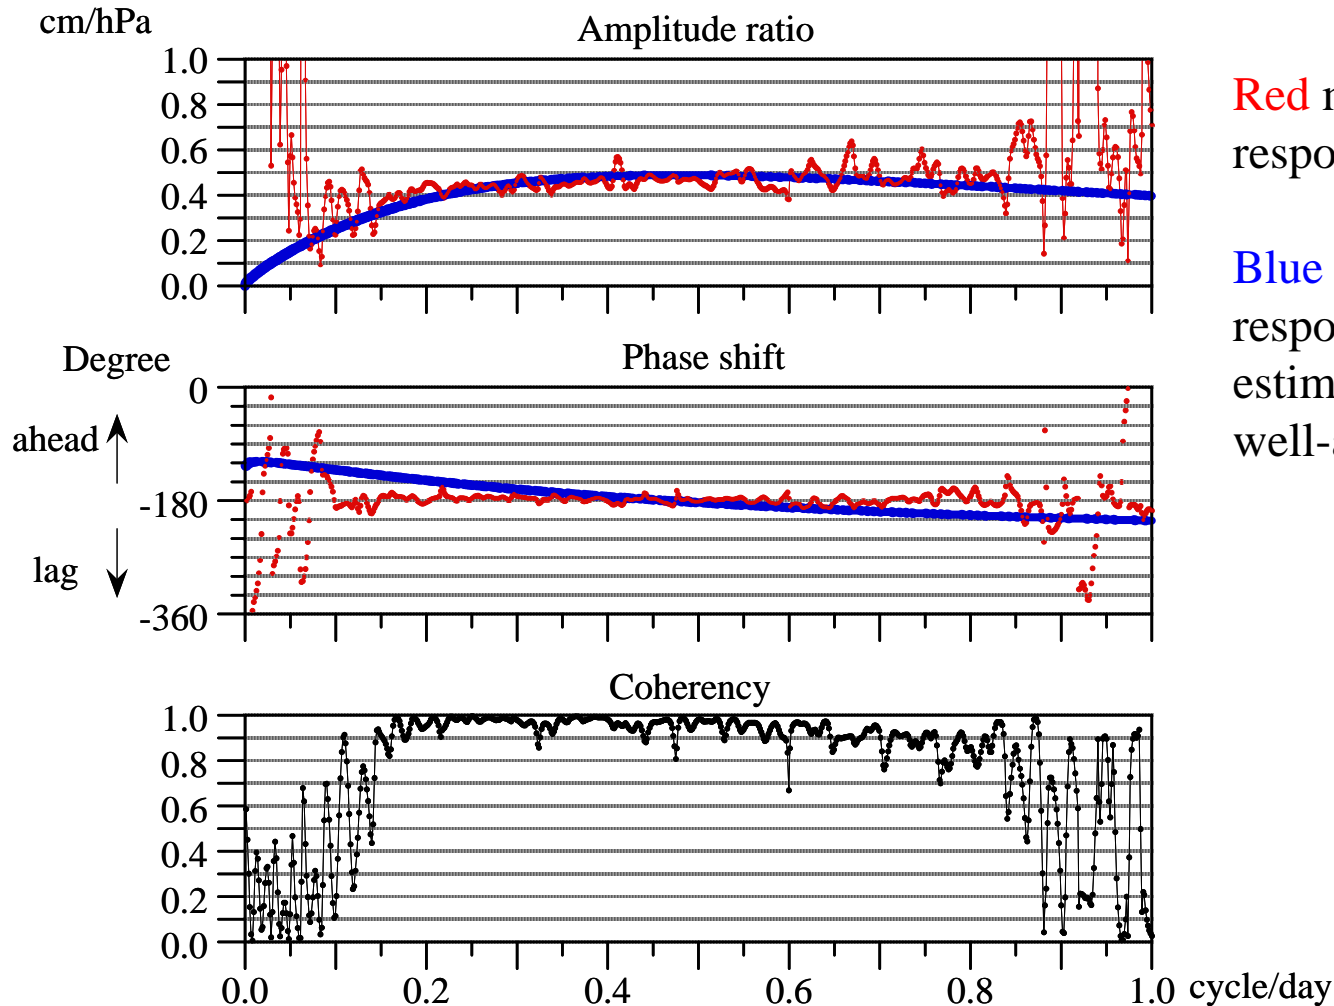 cm/hPa
Amplitude ratio
1.0
0.8
0.6
0.4
0.2
0.0
Red
respo
Blue
respo
estim
well-
Degree
Phase shift
0
ahead
-180
lag
-360
Coherency
1.0
0.8
0.6
0.4
0.2
0.0
0.0 0.2 0.4 0.6 0.8 1.0 cycle/day